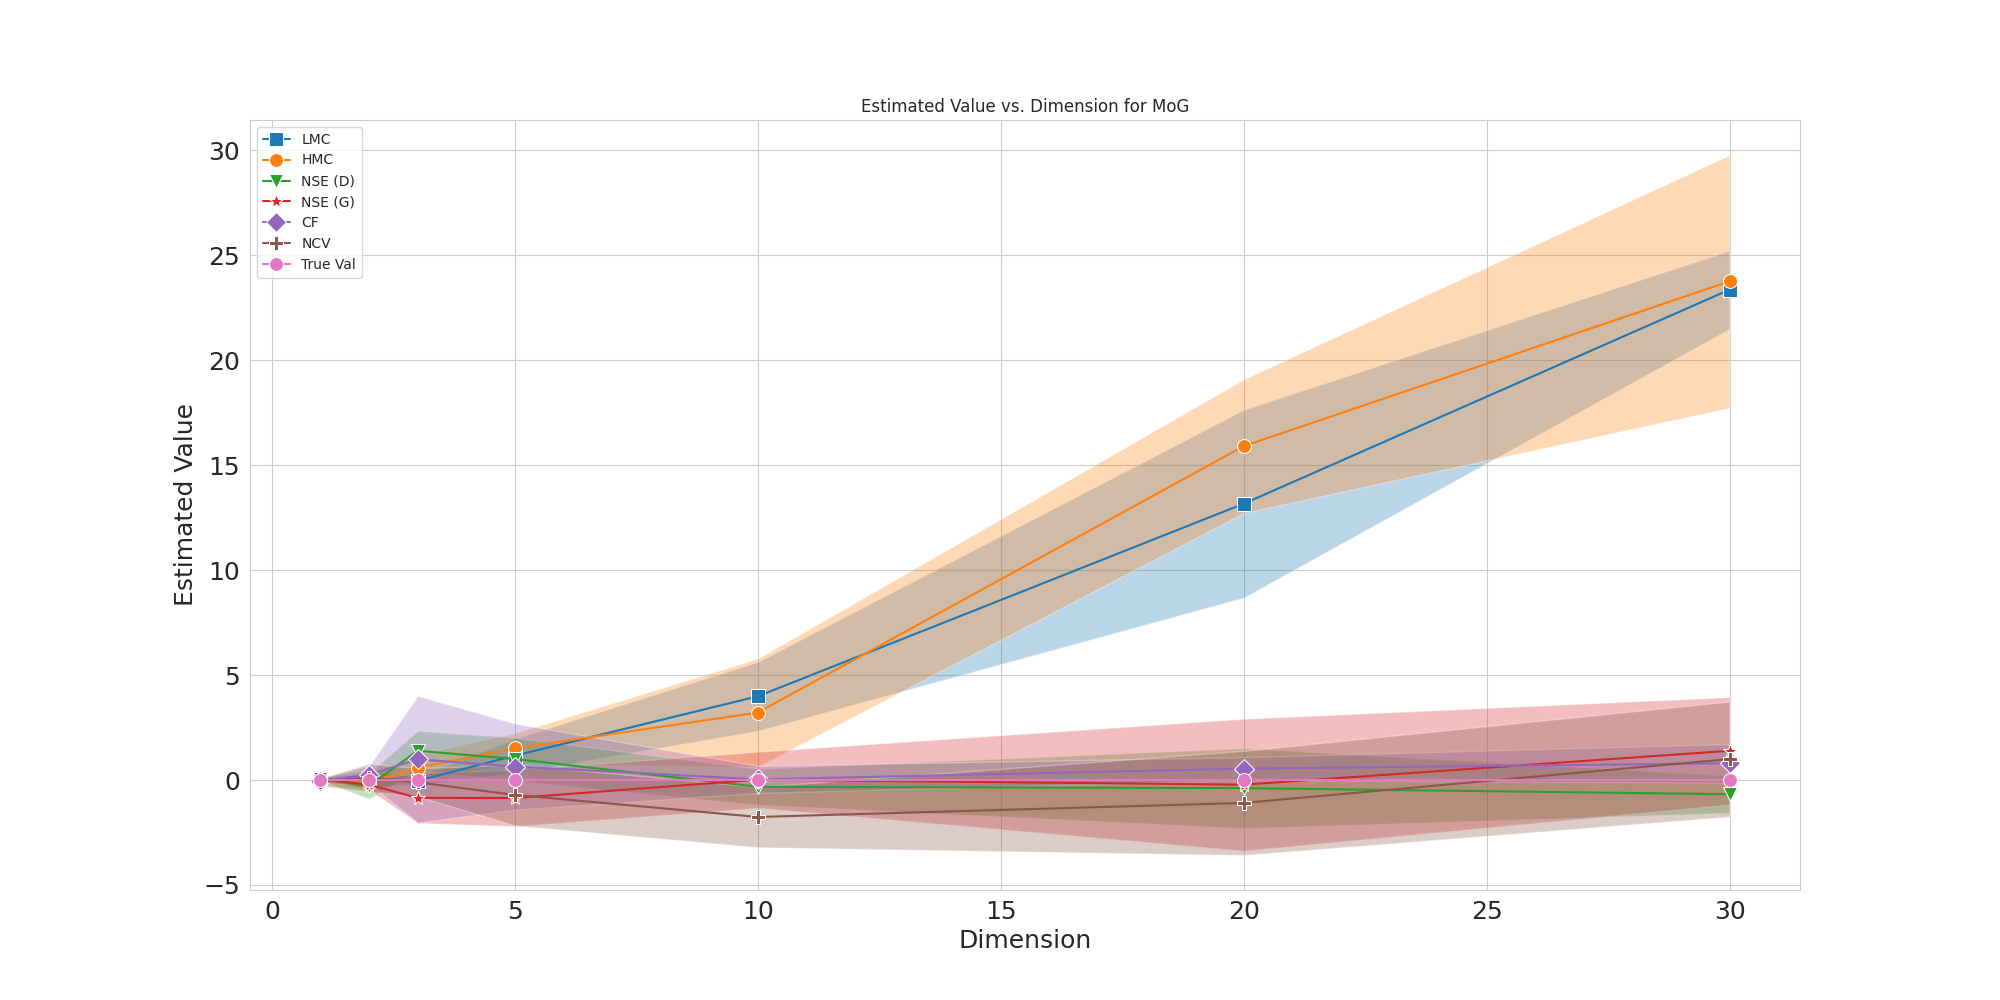 Estimated Value vs. Dimension for MoG
LMC
HMC
NSE (D)
NSE (G)
CF
NCV
True Val
30
25
20
15
10
5
0
−5
Estimated Value
0 5 10 15 20 25 30
Dimension